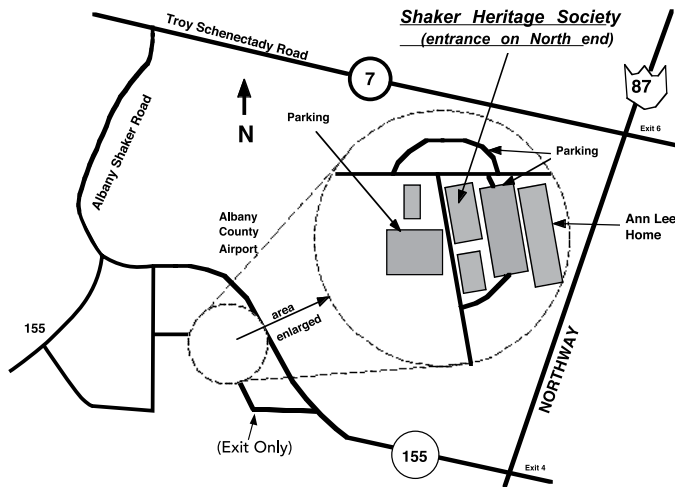 Shaker Heritage Society
(entrance on North end)
Troy Schenectady Road
7
87
Exit 6
N
Parking
Parking
Albany Shaker Road
Albany
County
Airport
Ann Lee
Home
area
enlarged
155
NORTHWAY
(Exit Only)
155
Exit 4